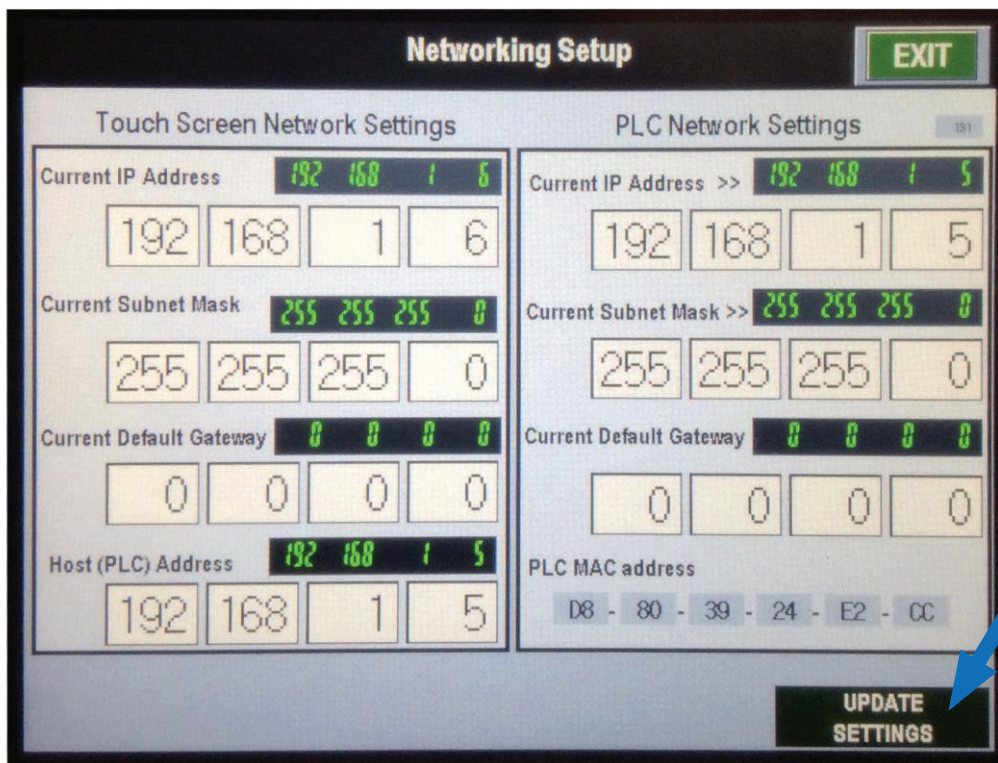 Networking Setup
EXIT
Touch Screen Network Settings
Current IP Address 192 168 1 6
192 168 1 6
Current Subnet Mask 255 255 255 0
255 255 255 0
Current Default Gateway 0 0 0 0
0 0 0 0
Host (PLC) Address 192 168 1 5
192 168 1 5
PLC Network Settings
Current IP Address >> 192 168 1 5
192 168 1 5
Current Subnet Mask >> 255 255 255 0
255 255 255 0
Current Default Gateway 0 0 0 0
0 0 0 0
PLC MAC address
D8 - 80 - 39 - 24 - E2 - CC
UPDATE
SETTINGS